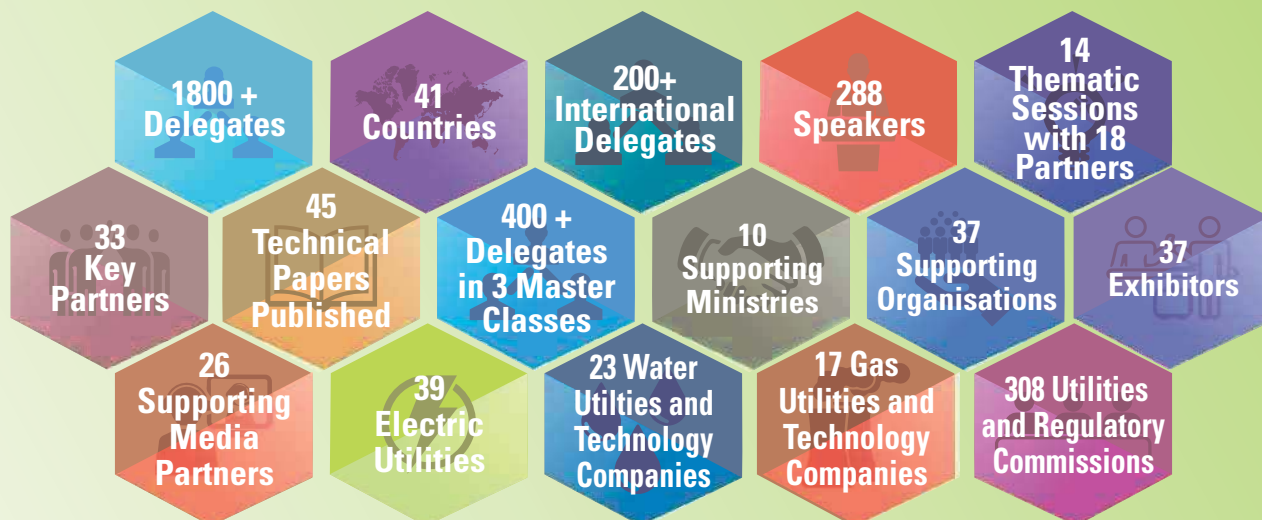 1800 +
Delegates
41
Countries
200+
International
Delegates
288
Speakers
14
Thematic
Sessions
with 18
Partners
33
Key
Partners
45
Technical
Papers
Published
400 +
Delegates
in 3 Master
Classes
10
Supporting
Ministries
37
Supporting
Organisations
37
Exhibitors
26
Supporting
Media
Partners
39
Electric
Utilities
23 Water
Utilties and
Technology
Companies
17 Gas
Utilities and
Technology
Companies
308 Utilities
and Regulatory
Commissions